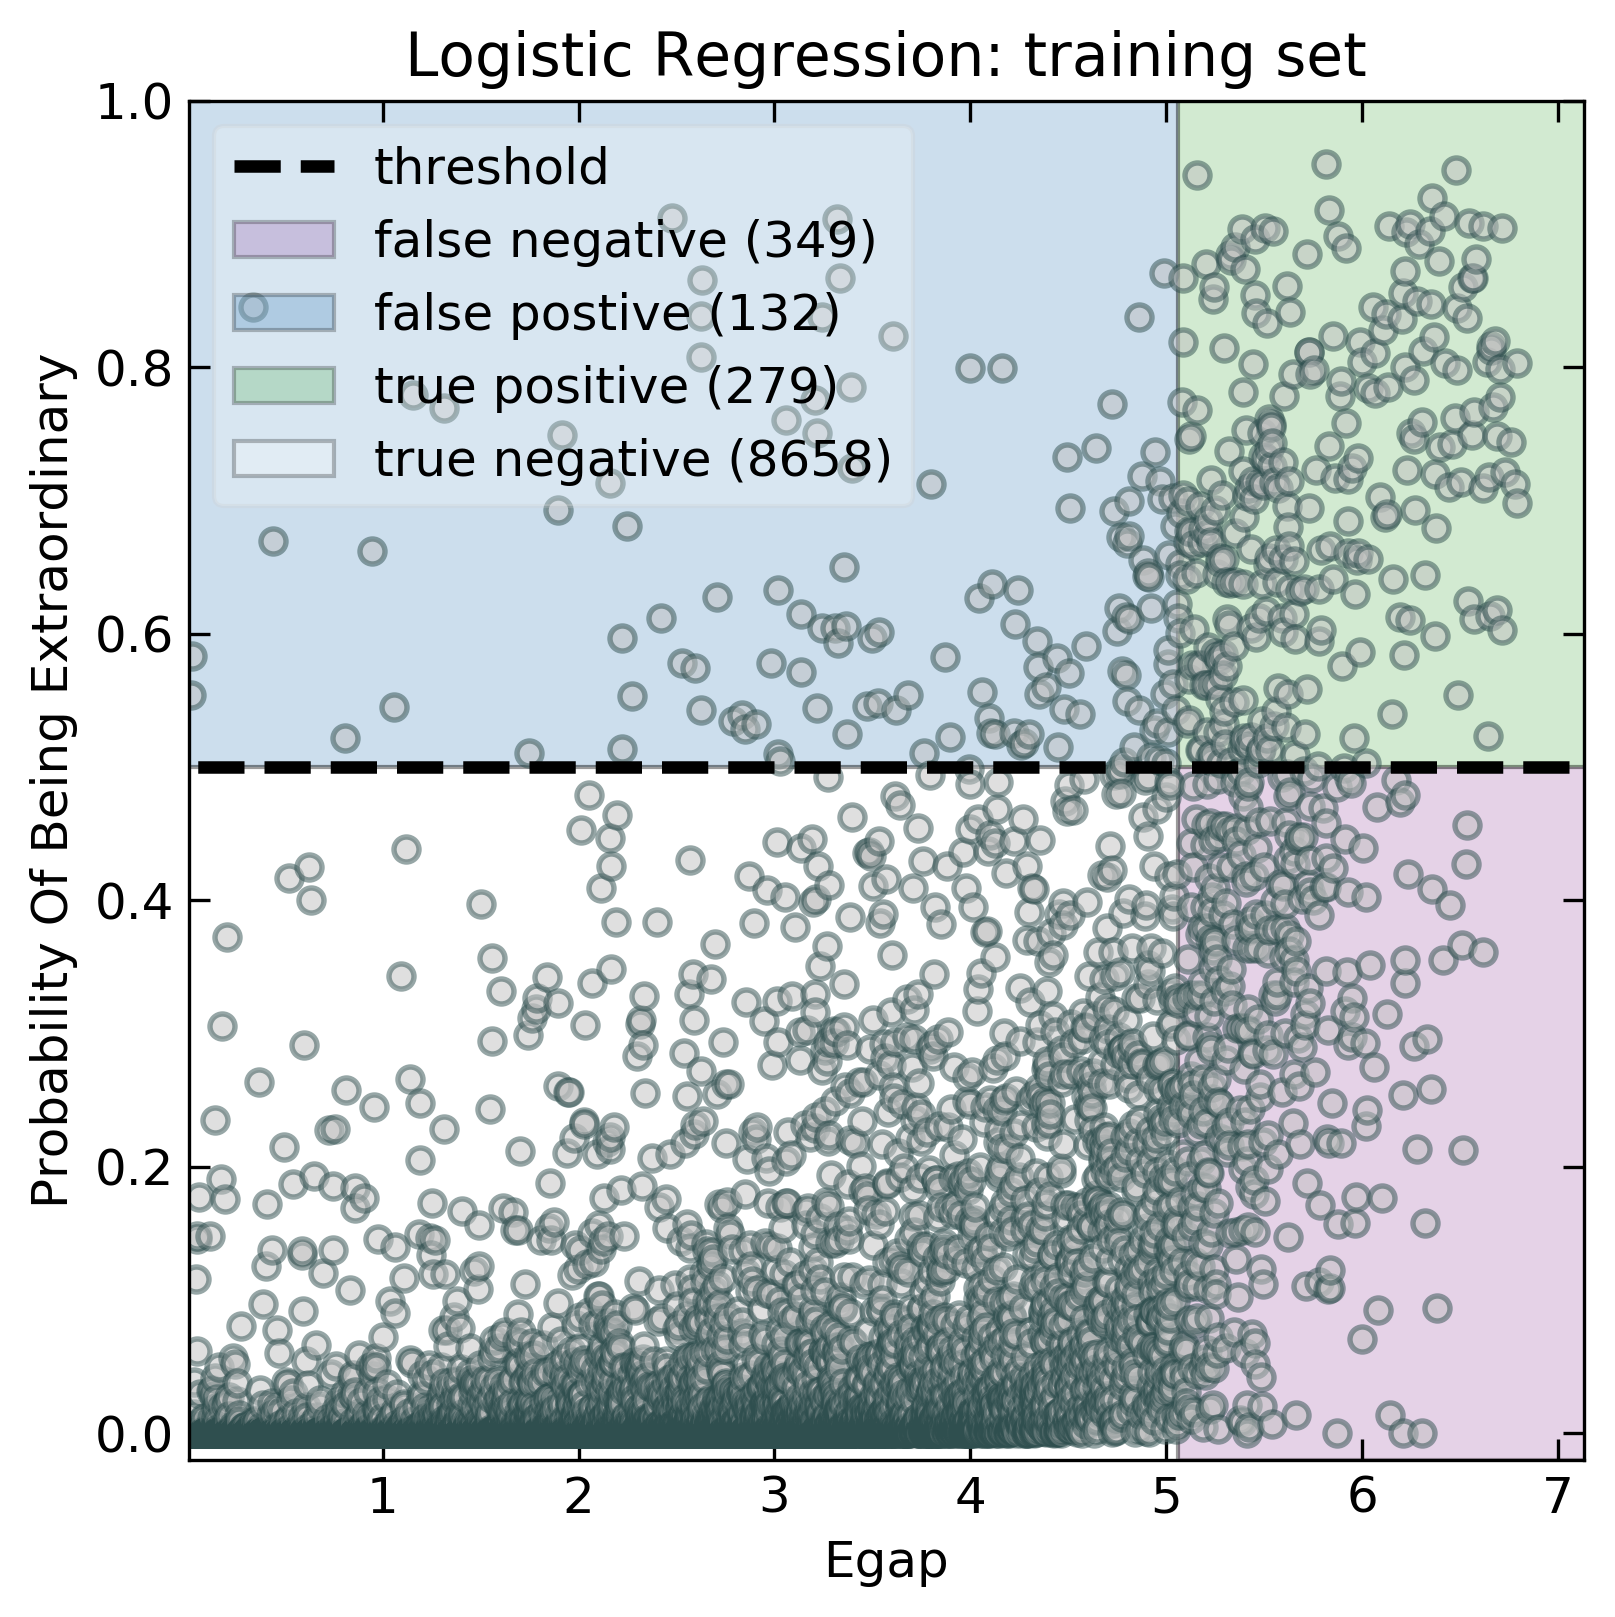 Logistic Regression: training set
1.0
0.8
0.6
0.4
0.2
0.0
Probability Of Being Extraordinary
threshold
false negative (349)
false postive (132)
true positive (279)
true negative (8658)
1 2 3 4 5 6 7
Egap